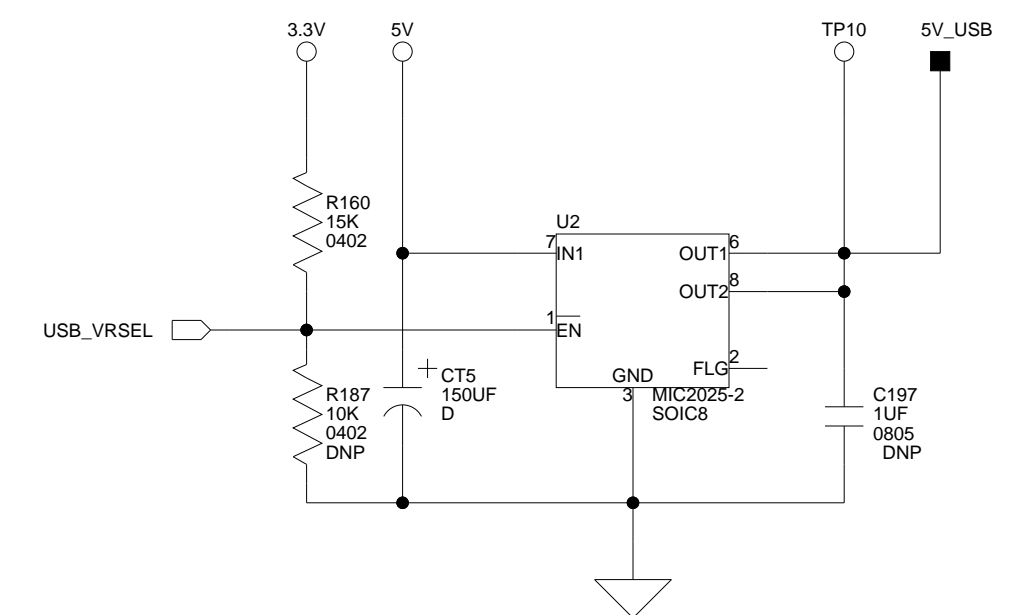 3.3V
5V
TP10
5V_USB
R160
15K
0402
U2
7
IN1
OUT1
6
OUT2
8
USB_VRSEL
1
EN
FLG
2
GND
3
MIC2025-2
SOIC8
CT5
150UF
D
R187
10K
0402
DNP
C197
1UF
0805
DNP